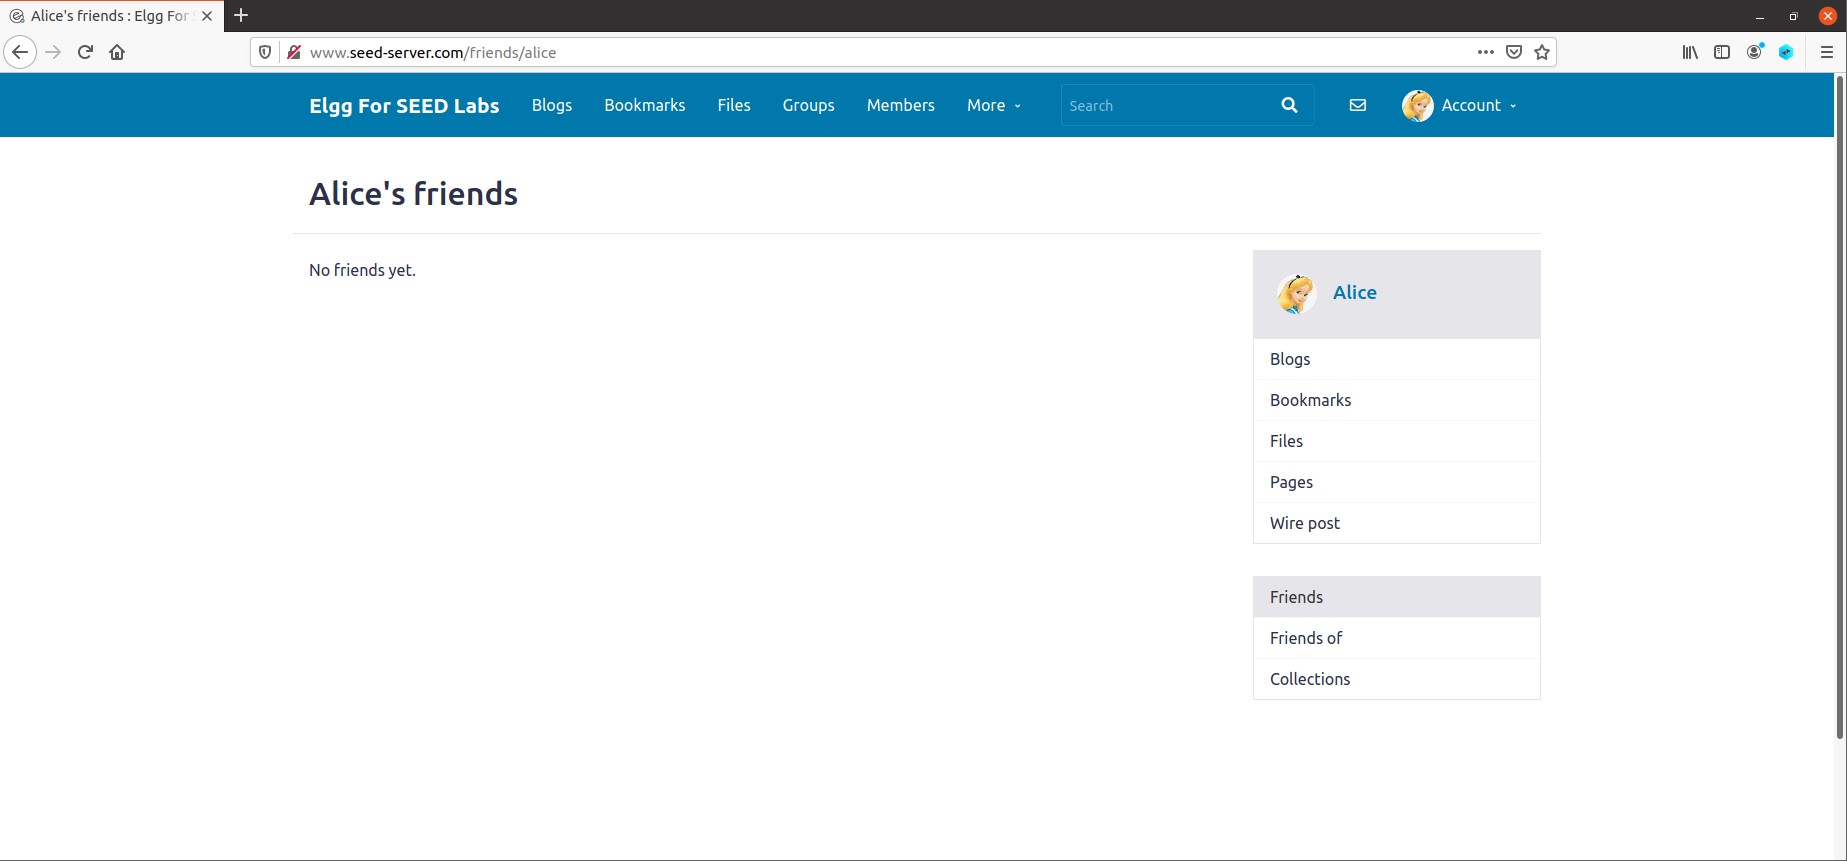 Alice's friends : Elgg For
www.seed-server.com/friends/alice
Elgg For SEED Labs Blogs Bookmarks Files Groups Members More Search Account
Alice's friends
No friends yet.
Alice
Blogs
Bookmarks
Files
Pages
Wire post
Friends
Friends of
Collections